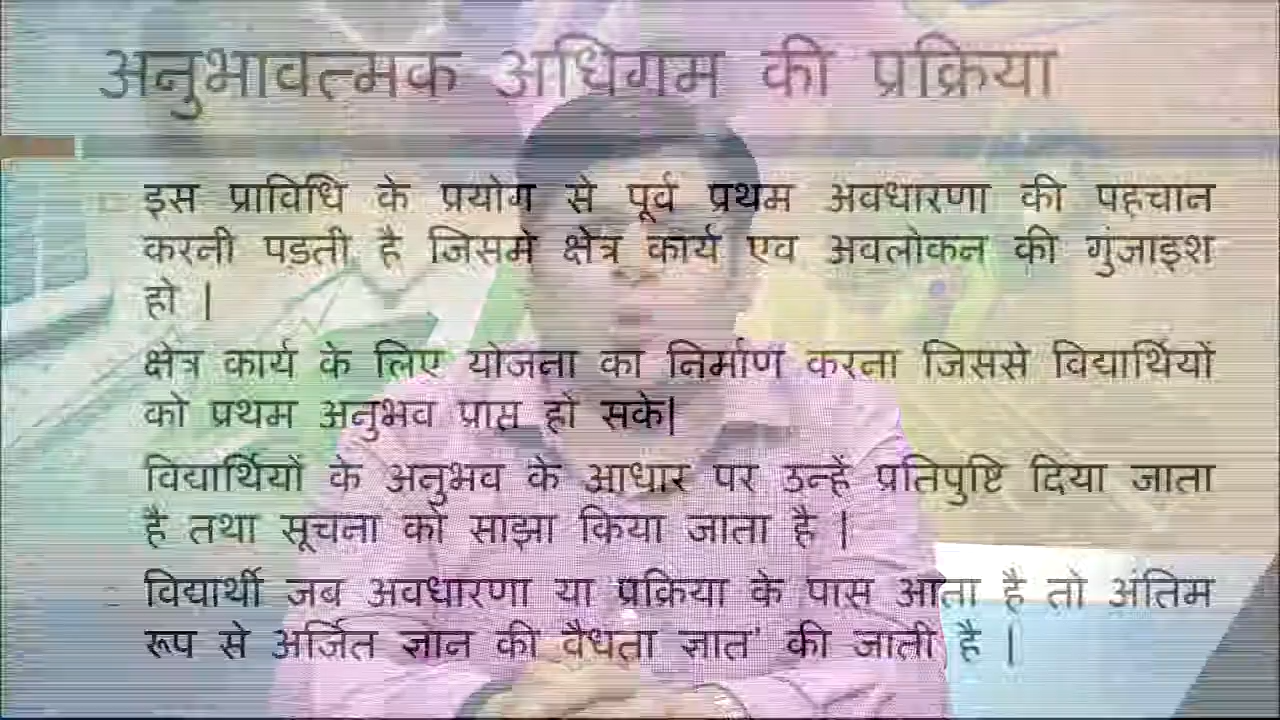 अनुभावत्मक अधिगम की प्रक्रिया
इस प्राविधि के प्रयोग से पूर्व प्रथम अवधारणा की पहचान
करनी पड़ती है जिसमे क्षेत्र कार्य एव अवलोकन की गुंजाइश
हो |
क्षेत्र कार्य के लिए योजना का निर्माण करना जिससे विद्यार्थियों
को प्रथम अनुभव प्राप्त हो सके|
विद्यार्थियों के अनुभव के आधार पर उन्हें प्रतिपुष्टि दिया जाता
है तथा सूचना को साझा किया जाता है |
विद्यार्थी जब अवधारणा या प्रक्रिया के पास आता है तो अंतिम
रूप से अर्जित ज्ञान की वैधता ज्ञात' की जाती है |